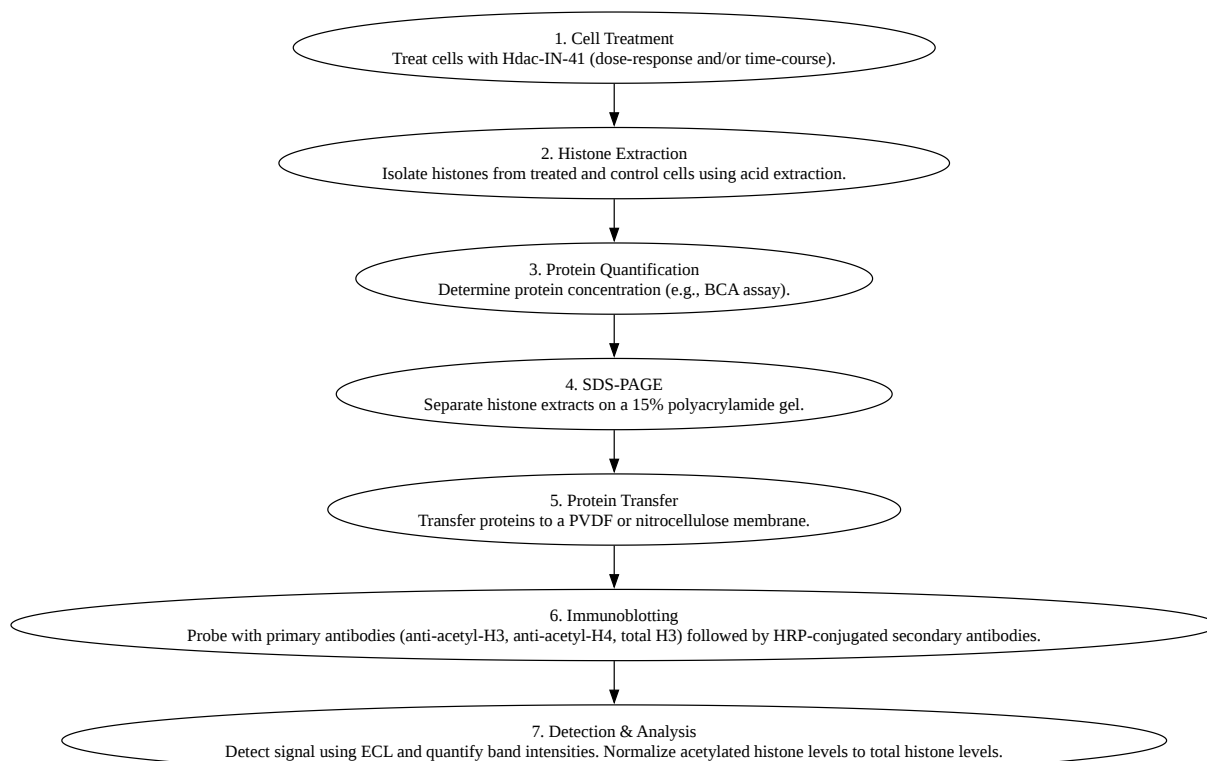 1. Cell Treatment
Treat cells with Hdac-IN-41 (dose-response and/or time-course).
2. Histone Extraction
Isolate histones from treated and control cells using acid extraction.
3. Protein Quantification
Determine protein concentration (e.g., BCA assay).
4. SDS-PAGE
Separate histone extracts on a 15% polyacrylamide gel.
5. Protein Transfer
Transfer proteins to a PVDF or nitrocellulose membrane.
6. Immunoblotting
Probe with primary antibodies (anti-acetyl-H3, anti-acetyl-H4, total H3) followed by HRP-conjugated secondary antibodies.
7. Detection & Analysis
Detect signal using ECL and quantify band intensities. Normalize acetylated histone levels to total histone levels.